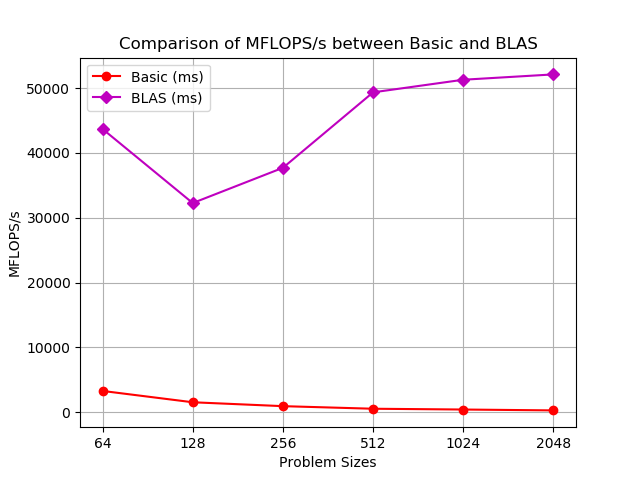 Comparison of MFLOPS/s between Basic and BLAS
Basic (ms)
BLAS (ms)
MFLOPS/s
50000
40000
30000
20000
10000
0
64 128 256 512 1024 2048
Problem Sizes